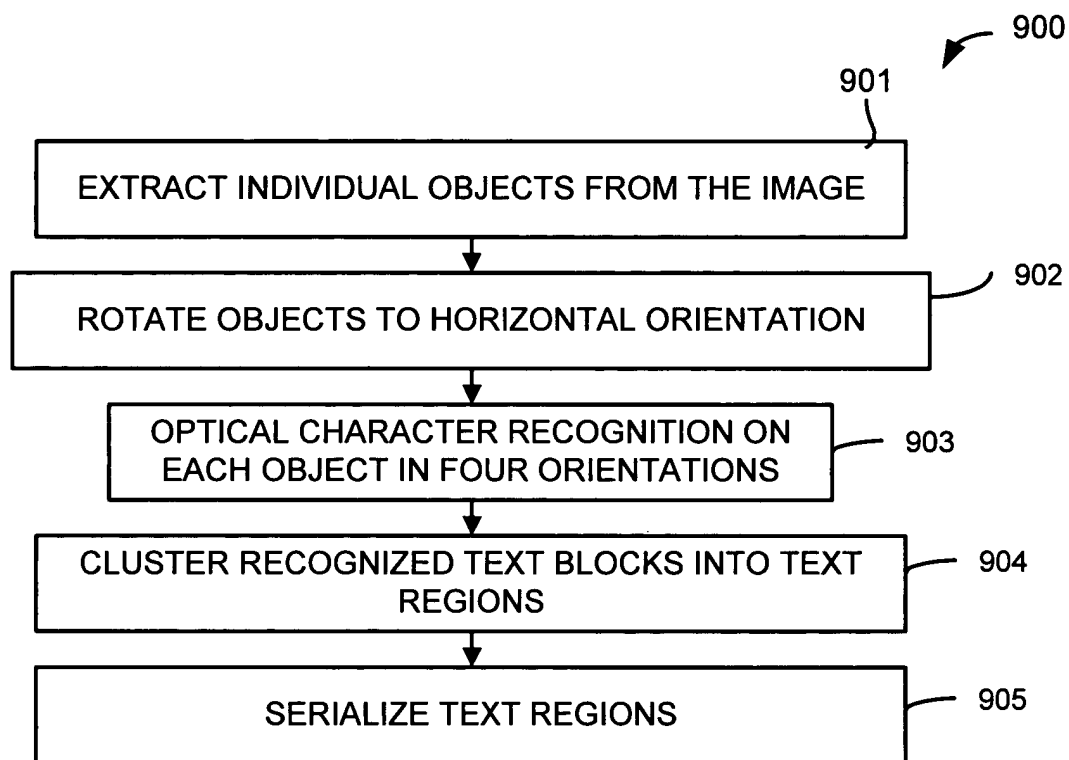 900
901
EXTRACT INDIVIDUAL OBJECTS FROM THE IMAGE
902
ROTATE OBJECTS TO HORIZONTAL ORIENTATION
OPTICAL CHARACTER RECOGNITION ON
EACH OBJECT IN FOUR ORIENTATIONS
903
CLUSTER RECOGNIZED TEXT BLOCKS INTO TEXT
REGIONS
904
SERIALIZE TEXT REGIONS
905